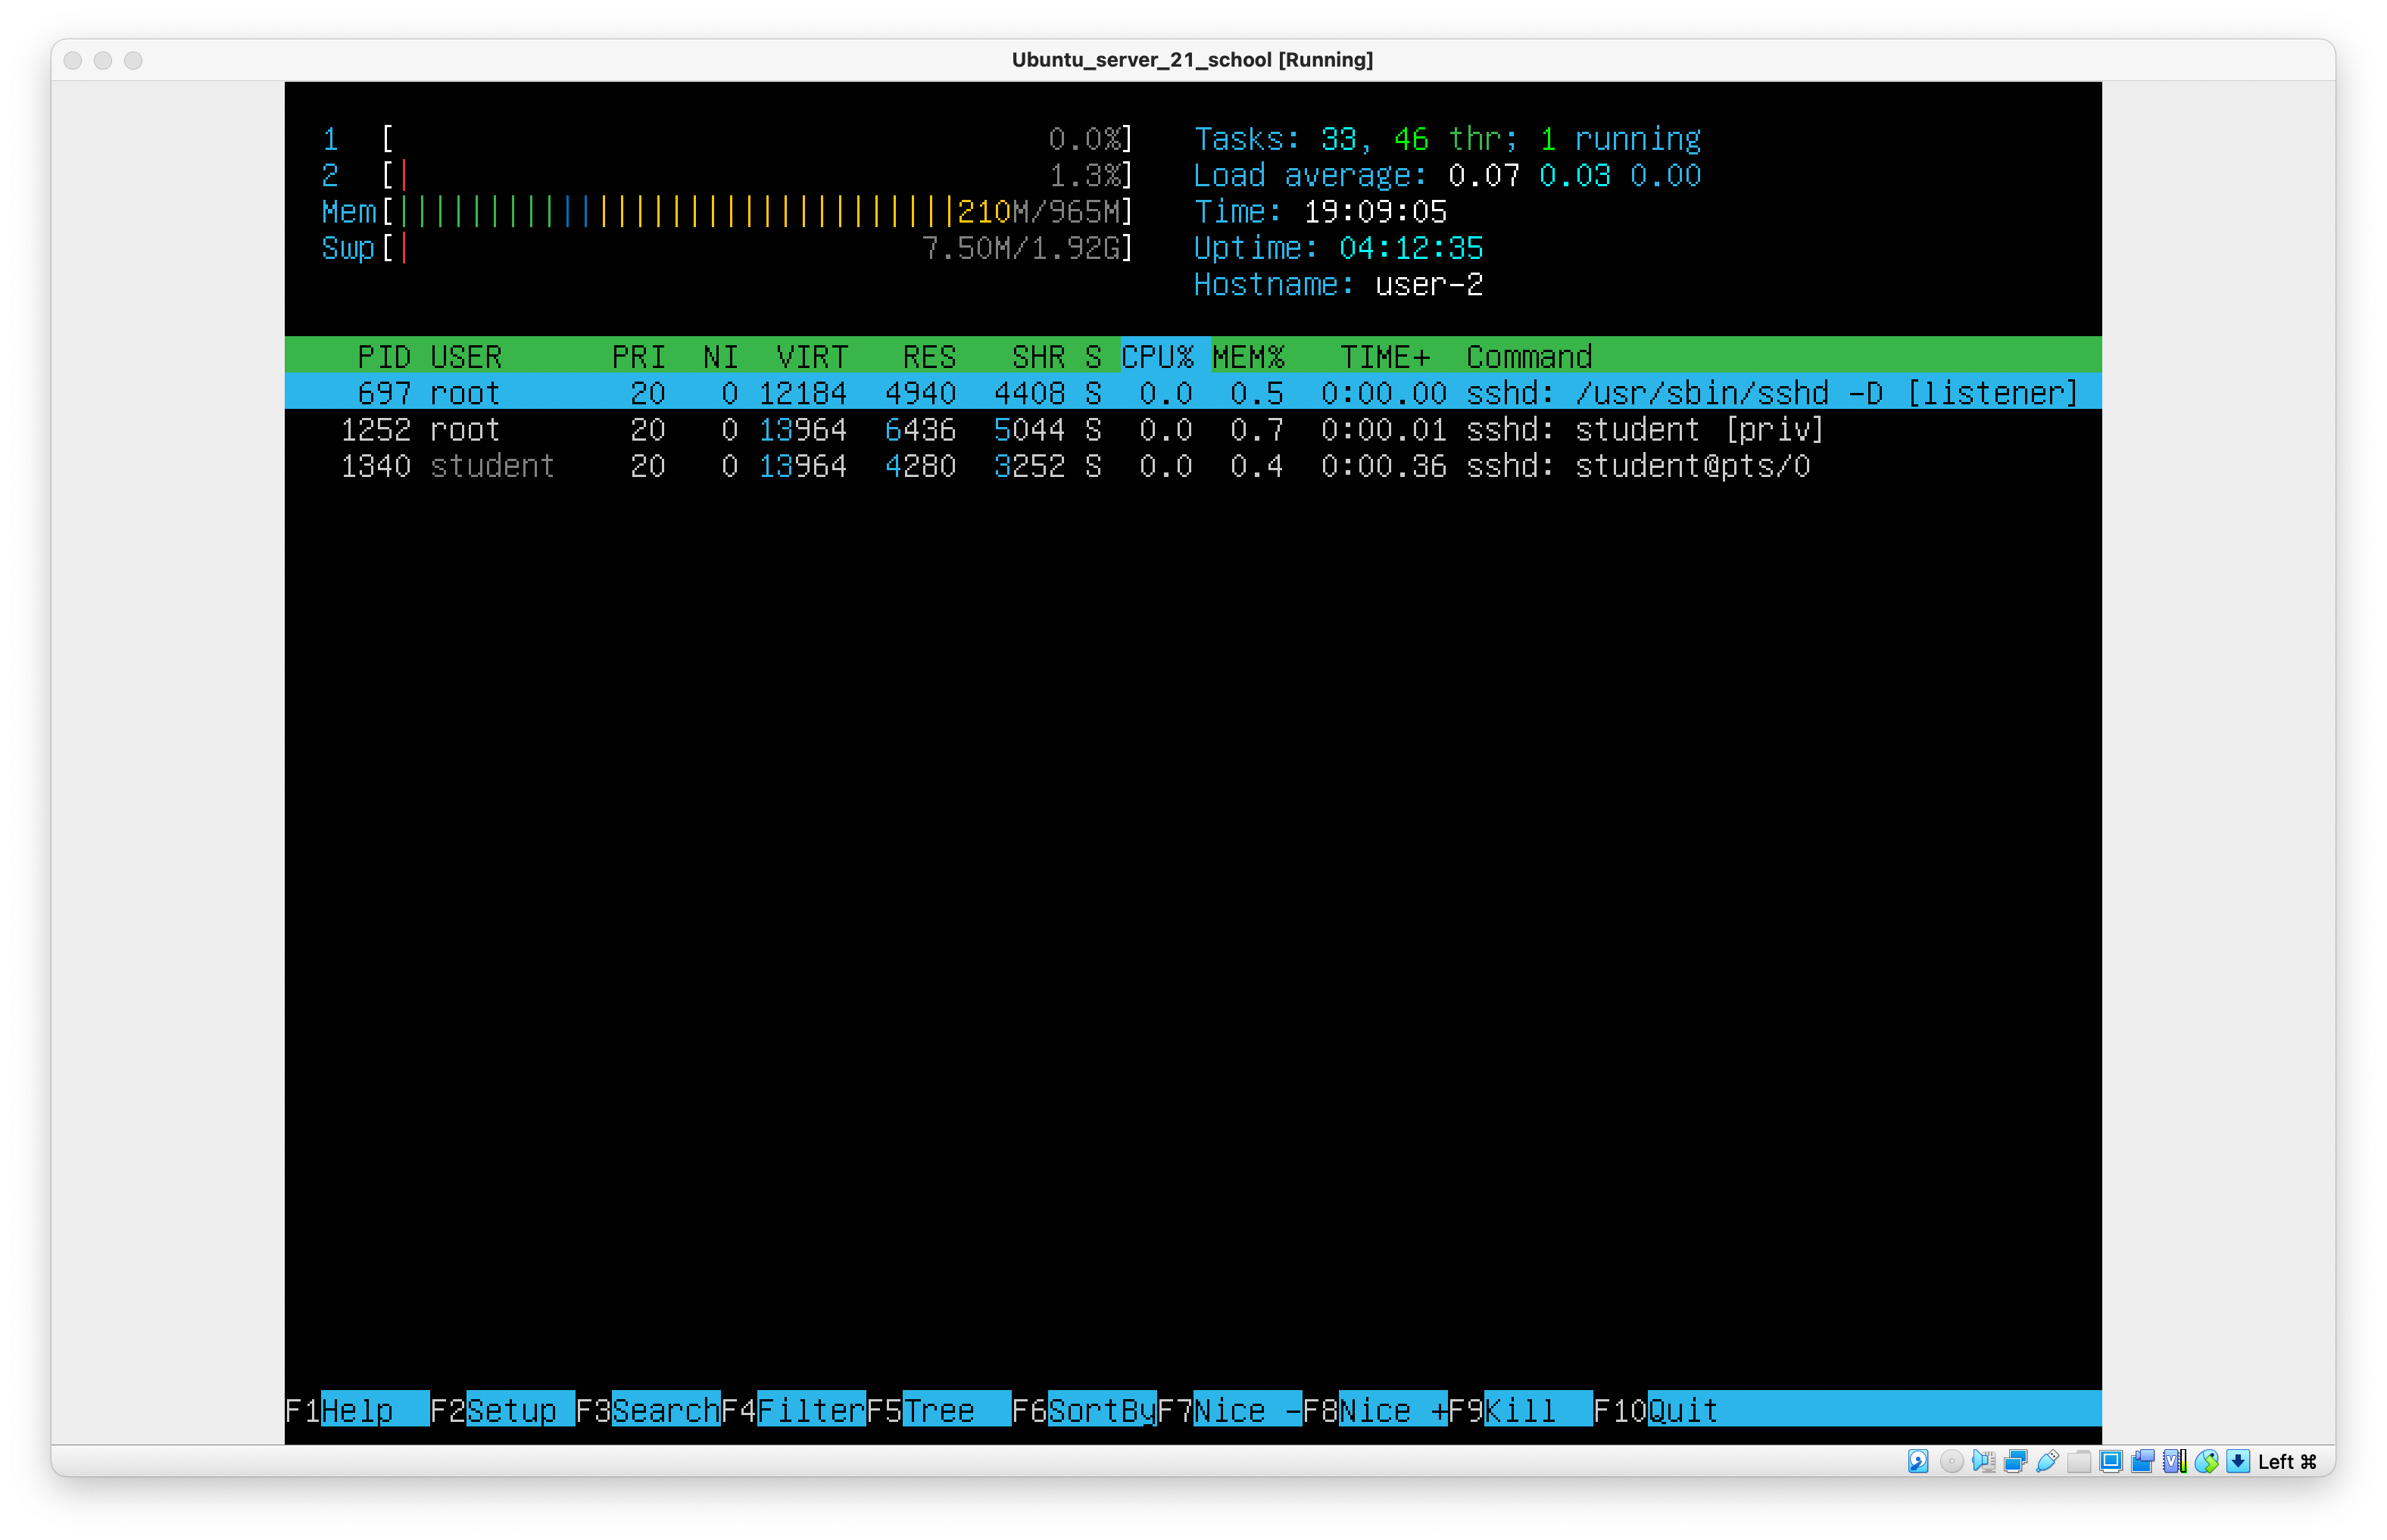 Ubuntu_server_21_school [Running]
1 [ 0.0%] Tasks: 33, 46 thr; 1 running
2 [| 1.3%] Load average: 0.07 0.03 0.00
Mem[|||||||||||||||||||||||||||||||210M/965M] Time: 19:09:05
Swp[| 7.50M/1.92G] Uptime: 04:12:35
Hostname: user-2
PID USER PRI NI VIRT RES SHR S CPU% MEM% TIME+ Command
697 root 20 0 12184 4940 4408 S 0.0 0.5 0:00.00 sshd: /usr/sbin/sshd -D [listener]
1252 root 20 0 13964 6436 5044 S 0.0 0.7 0:00.01 sshd: student [priv]
1340 student 20 0 13964 4280 3252 S 0.0 0.4 0:00.36 sshd: student@pts/0
F1Help F2Setup F3SearchF4FilterF5Tree F6SortByF7Nice -F8Nice +F9Kill F10Quit
Left ⌘